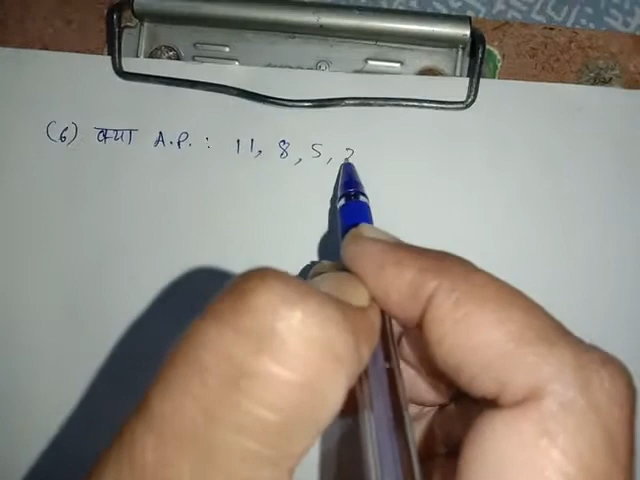 (6) क्या A.P. : 11, 8, 5, 2